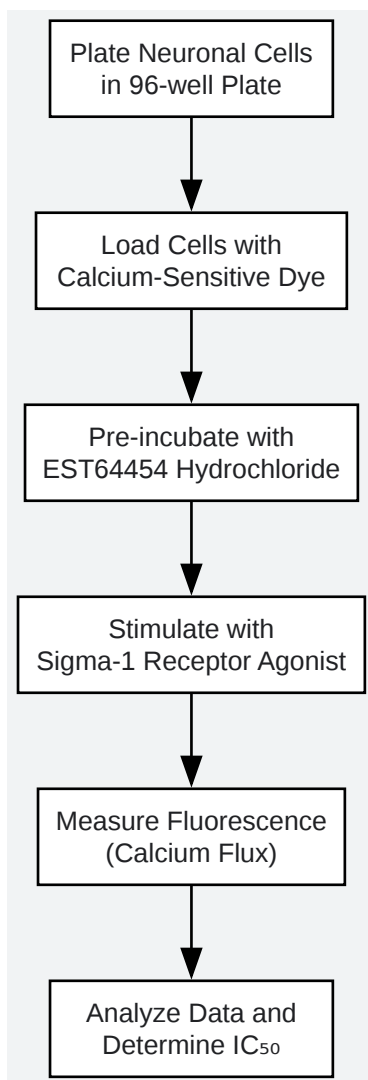 Plate Neuronal Cells
in 96-well Plate
Load Cells with
Calcium-Sensitive Dye
Pre-incubate with
EST64454 Hydrochloride
Stimulate with
Sigma-1 Receptor Agonist
Measure Fluorescence
(Calcium Flux)
Analyze Data and
Determine IC₅₀